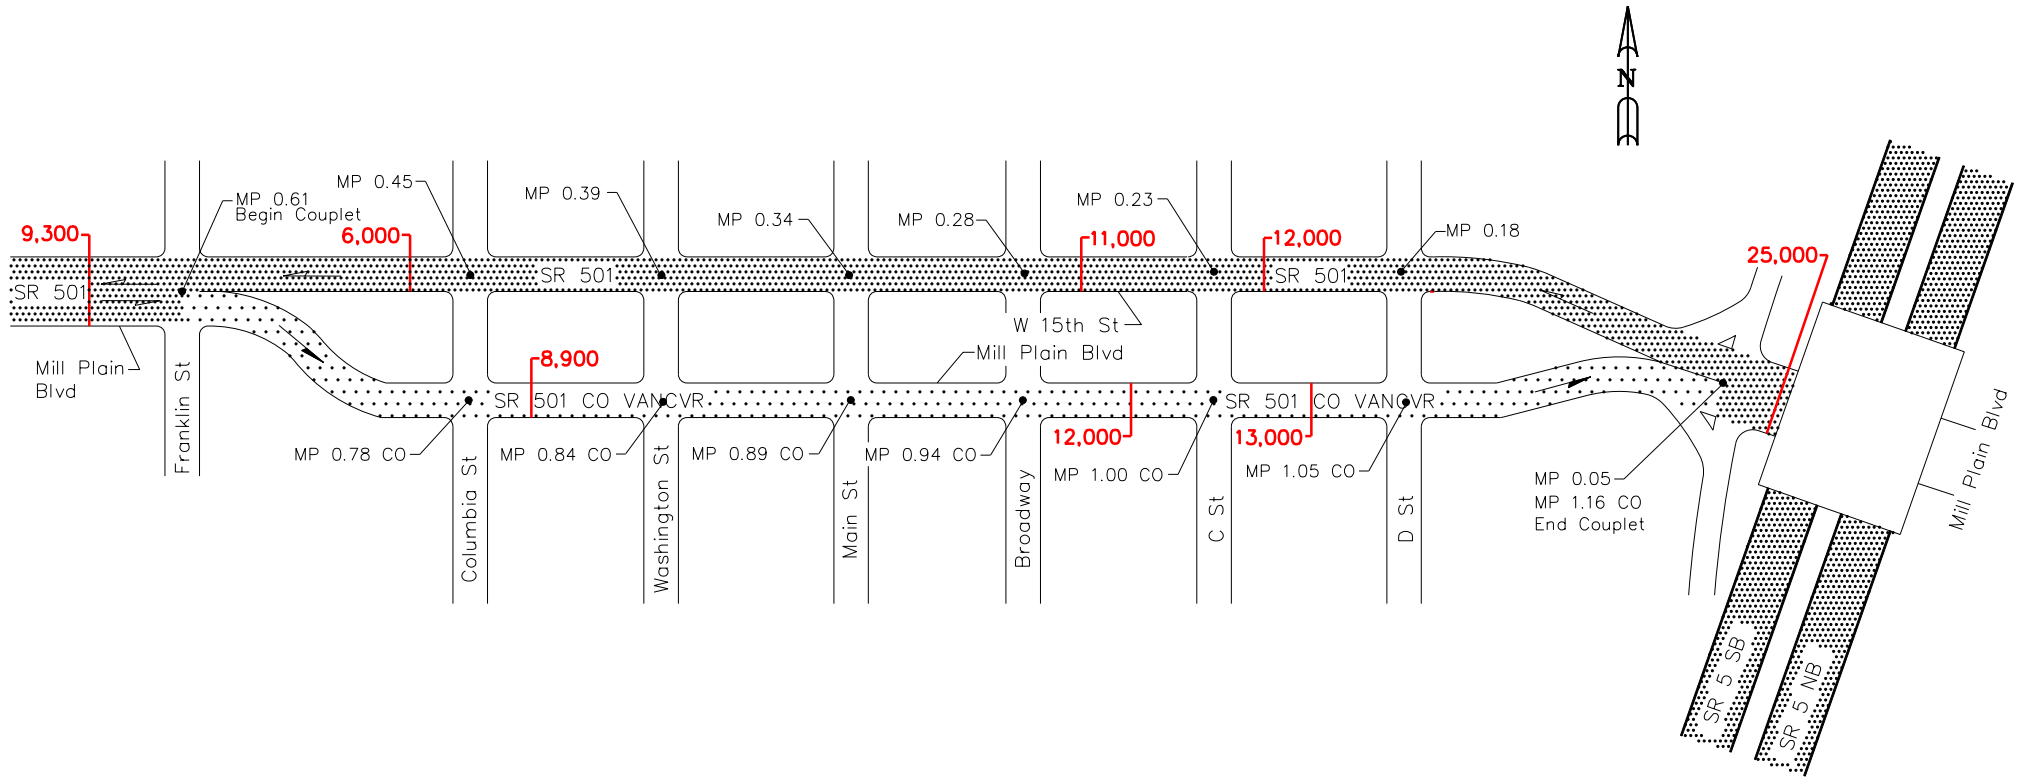 N
MP 0.45
MP 0.39
MP 0.61
Begin Couplet
MP 0.34
MP 0.28
MP 0.23
MP 0.18
9,300
6,000
11,000
12,000
25,000
SR 501
SR 501
SR 501
W 15th St
Mill Plain
Blvd
Mill Plain Blvd
8,900
SR 501 CO VANCVR
SR 501 CO VANCVR
12,000
13,000
MP 0.78 CO
MP 0.84 CO
MP 0.89 CO
MP 0.94 CO
MP 1.00 CO
MP 1.05 CO
MP 0.05
MP 1.16 CO
End Couplet
Franklin St
Columbia St
Washington St
Main St
Broadway
C St
D St
Mill Plain Blvd
SR 5 SB
SR 5 NB